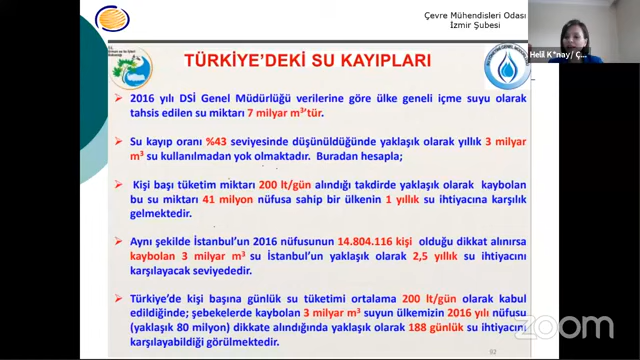 Çevre Mühendisleri Odası
İzmir Şubesi
TÜRKİYE'DEKİ SU KAYIPLARI
2016 yılı DSİ Genel Müdürlüğü verilerine göre ülke geneli içme suyu olarak
tahsis edilen su miktarı 7 milyar m³'tür.
Su kayıp oranı %43 seviyesinde düşünüldüğünde yaklaşık olarak yıllık 3 milyar
m³ su kullanılmadan yok olmaktadır. Buradan hesapla;
Kişi başı tüketim miktarı 200 lt/gün alındığı takdirde yaklaşık olarak kaybolan
bu su miktarı 41 milyon nüfusa sahip bir ülkenin 1 yıllık su ihtiyacına karşılık
gelmektedir.
Aynı şekilde İstanbul'un 2016 nüfusunun 14.804.116 kişi olduğu dikkat alınırsa
kaybolan 3 milyar m³ su İstanbul'un yaklaşık olarak 2,5 yıllık su ihtiyacını
karşılayacak seviyededir.
Türkiye'de kişi başına günlük su tüketimi ortalama 200 lt/gün olarak kabul
edildiğinde; şebekelerde kaybolan 3 milyar m³ suyun ülkemizin 2016 yılı nüfusu
(yaklaşık 80 milyon) dikkate alındığında yaklaşık olarak 188 günlük su ihtiyacını
karşılayabildiği görülmektedir.
92
zoom